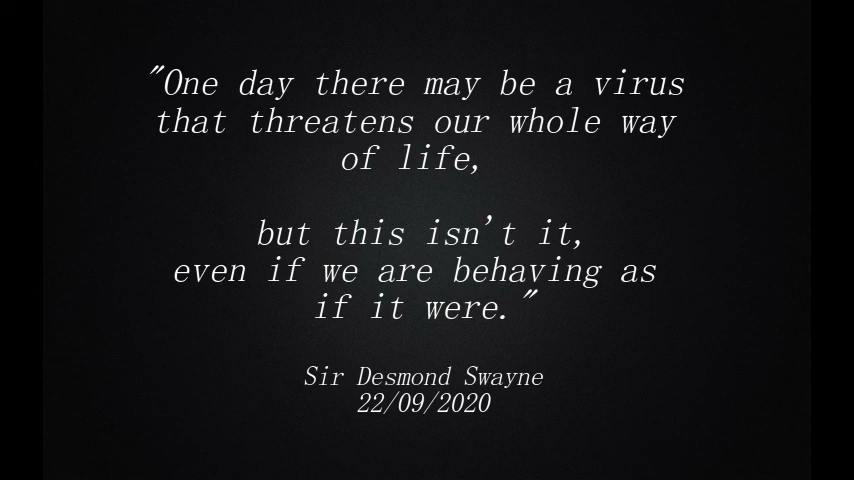 "One day there may be a virus
that threatens our whole way
of life,
but this isn't it,
even if we are behaving as
if it were."
Sir Desmond Swayne
22/09/2020